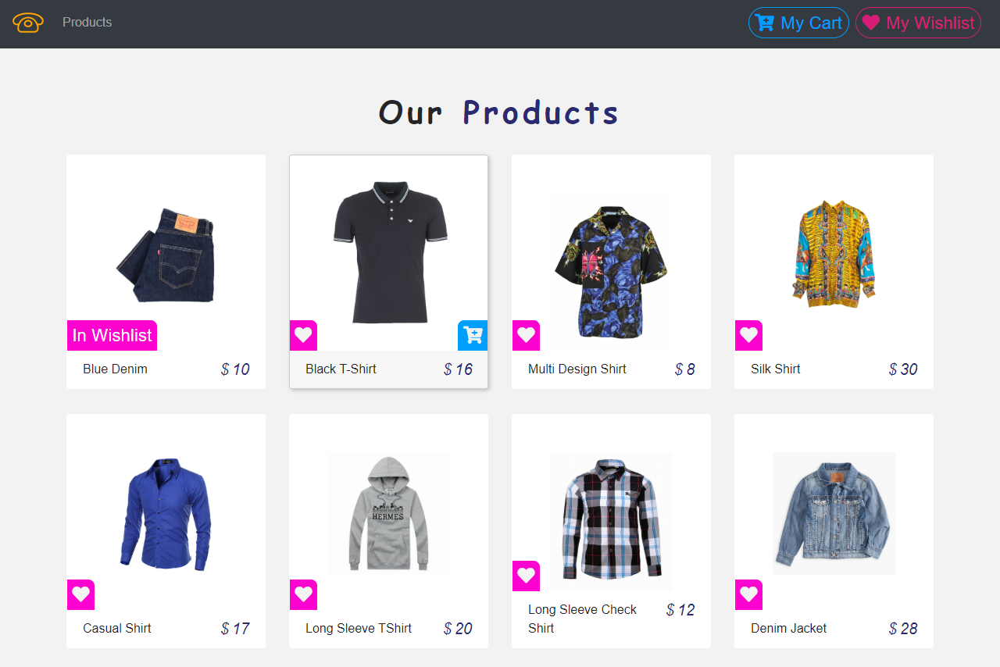 Products
My Cart
My Wishlist
Our Products
In Wishlist
Blue Denim
$ 10
Black T-Shirt
$ 16
Multi Design Shirt
$ 8
Silk Shirt
$ 30
Casual Shirt
$ 17
HERMES
Long Sleeve TShirt
$ 20
Long Sleeve Check
Shirt
$ 12
Denim Jacket
$ 28